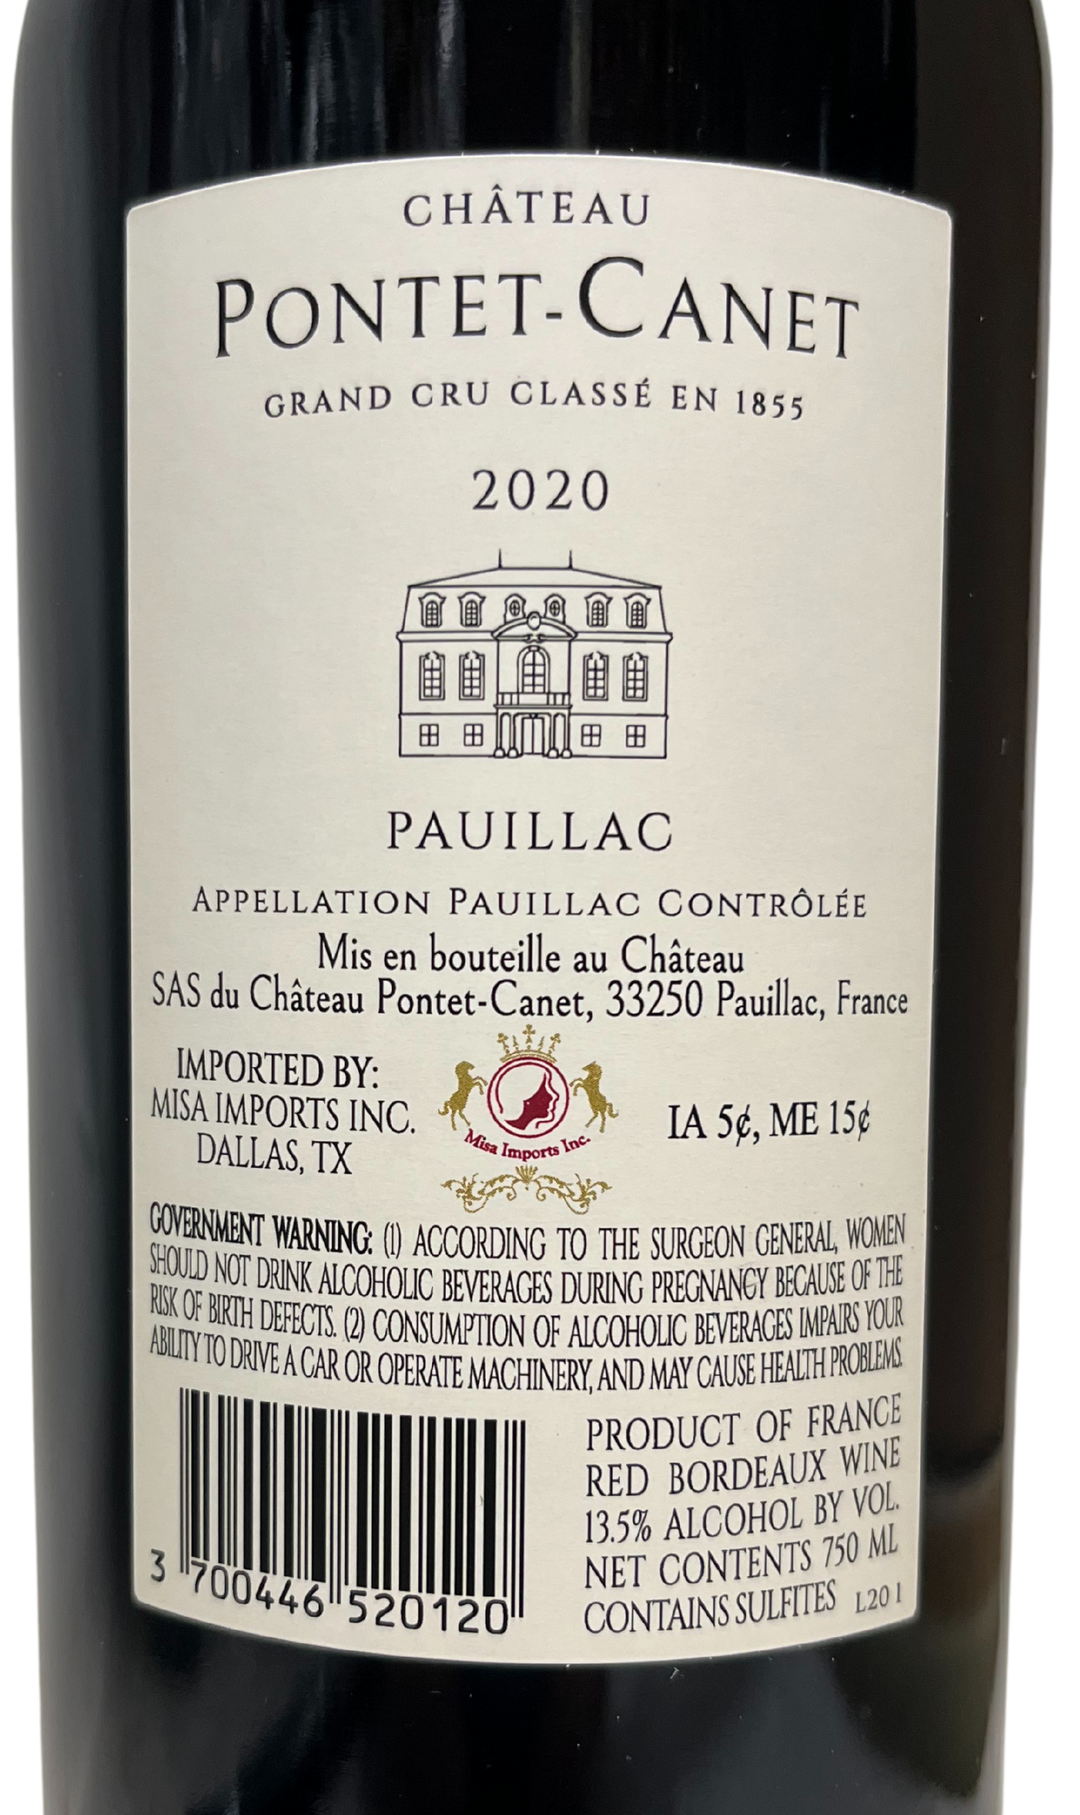 CHÂTEAU
PONTET-CANET
GRAND CRU CLASSÉ EN 1855
2020
PAUILLAC
APPELLATION PAUILLAC CONTRÔLÉE
Mis en bouteille au Château
SAS du Château Pontet-Canet, 33250 Pauillac, France
IMPORTED BY:
MISA IMPORTS INC.
DALLAS, TX
Misa Imports Inc.
IA 5¢, ME 15¢
GOVERNMENT WARNING: (1) ACCORDING TO THE SURGEON GENERAL, WOMEN
SHOULD NOT DRINK ALCOHOLIC BEVERAGES DURING PREGNANCY BECAUSE OF THE
RISK OF BIRTH DEFECTS. (2) CONSUMPTION OF ALCOHOLIC BEVERAGES IMPAIRS YOUR
ABILITY TO DRIVE A CAR OR OPERATE MACHINERY, AND MAY CAUSE HEALTH PROBLEMS.
3 700446 520120
PRODUCT OF FRANCE
RED BORDEAUX WINE
13.5% ALCOHOL BY VOL.
NET CONTENTS 750 ML
CONTAINS SULFITES L20 1